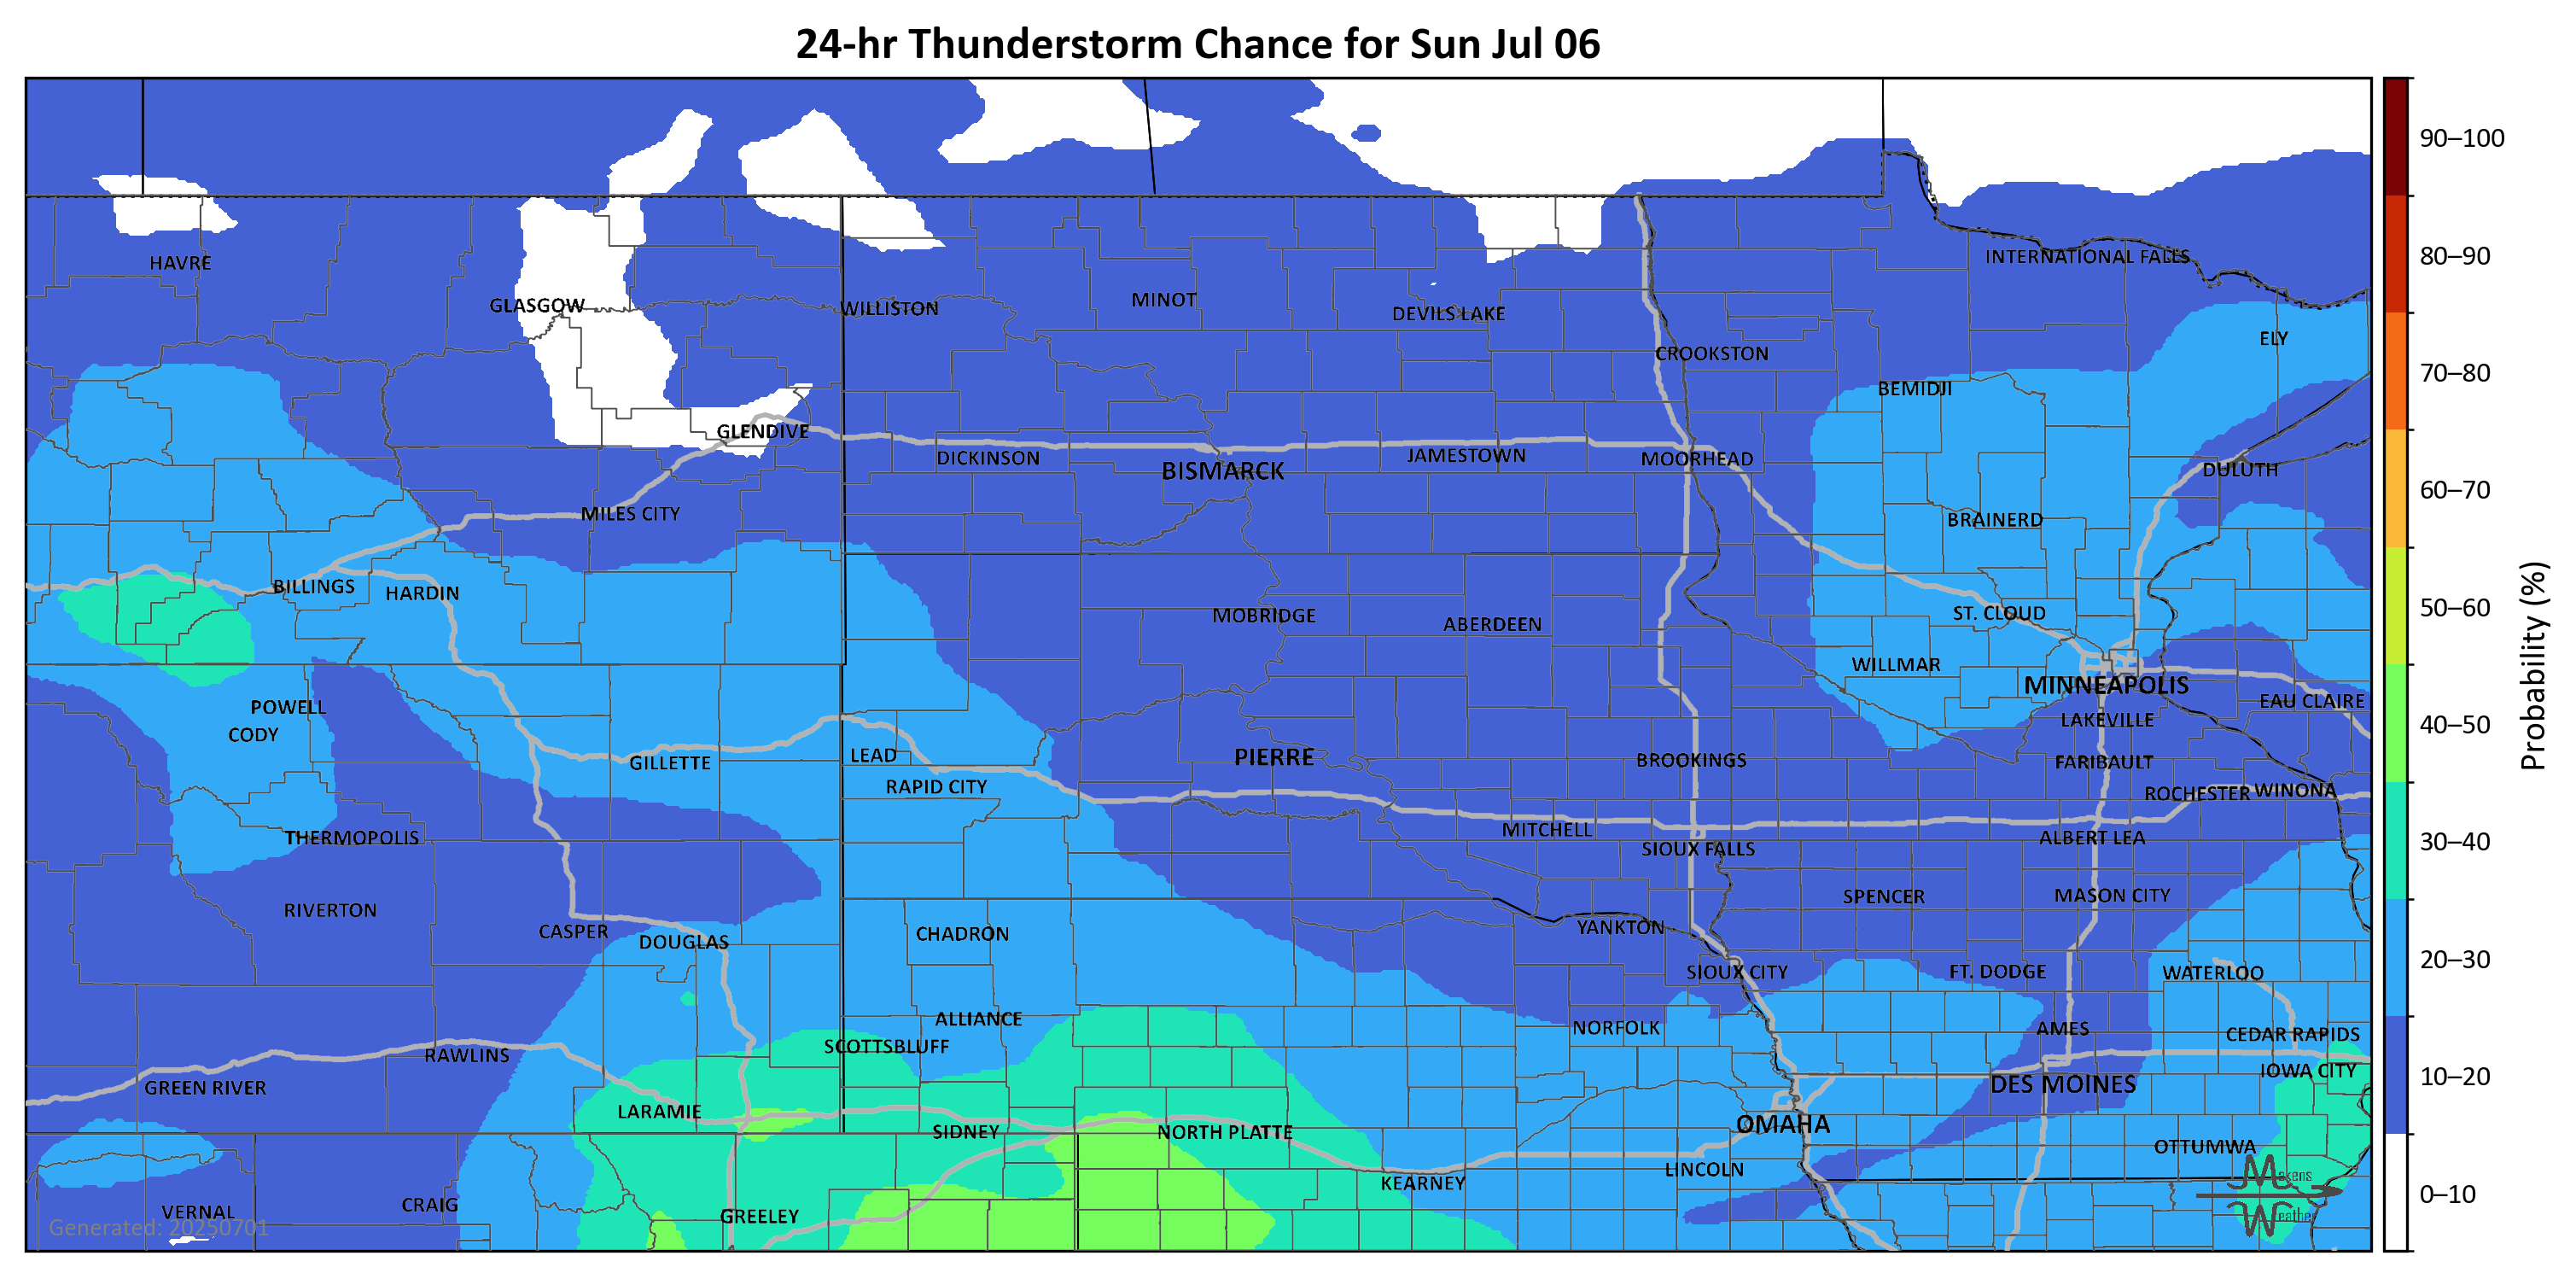 24-hr Thunderstorm Chance for Sun Jul 06
90–100
HAVRE
INTERNATIONAL FALLS
80–90
GLASGOW
WILLISTON
MINOT
DEVILS LAKE
ELY
CROOKSTON
70–80
BEMIDJI
GLENDIVE
DICKINSON
BISMARCK
JAMESTOWN
MOORHEAD
DULUTH
60–70
MILES CITY
BRAINERD
BILLINGS
HARDIN
MOBRIDGE
ABERDEEN
ST. CLOUD
50–60
WILLMAR
MINNEAPOLIS
EAU CLAIRE
POWELL
CODY
LAKEVILLE
40–50
Probability (%)
LEAD
GILLETTE
PIERRE
BROOKINGS
FARIBAULT
RAPID CITY
ROCHESTER
WINONA
THERMOPOLIS
MITCHELL
ALBERT LEA
30–40
SIOUX FALLS
RIVERTON
SPENCER
MASON CITY
CASPER
DOUGLAS
CHADRON
YANKTON
20–30
SIOUX CITY
FT. DODGE
WATERLOO
ALLIANCE
NORFOLK
AMES
CEDAR RAPIDS
SCOTTSBLUFF
RAWLINS
GREEN RIVER
DES MOINES
IOWA CITY
10–20
LARAMIE
SIDNEY
NORTH PLATTE
OMAHA
OTTUMWA
LINCOLN
KEARNEY
Makens
Weather
0–10
CRAIG
VERNAL
GREELEY
Generated: 20250701